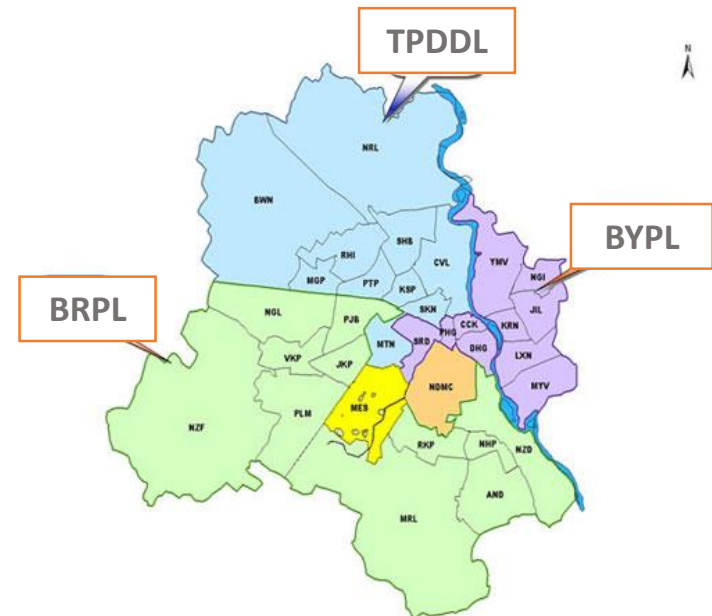 TPDDL
N
NRL
BWN
SHB
YMV
BYPL
RHI
CVL
NGI
MGP
PTP
KSP
JIL
BRPL
NGL
PJB
SKN
KRN
CCK
PHG
MTN
SRD
DHG
LXN
VKP
JKP
NDMC
MYV
MES
PLM
NZF
RKP
NHP
NZD
AND
MRL